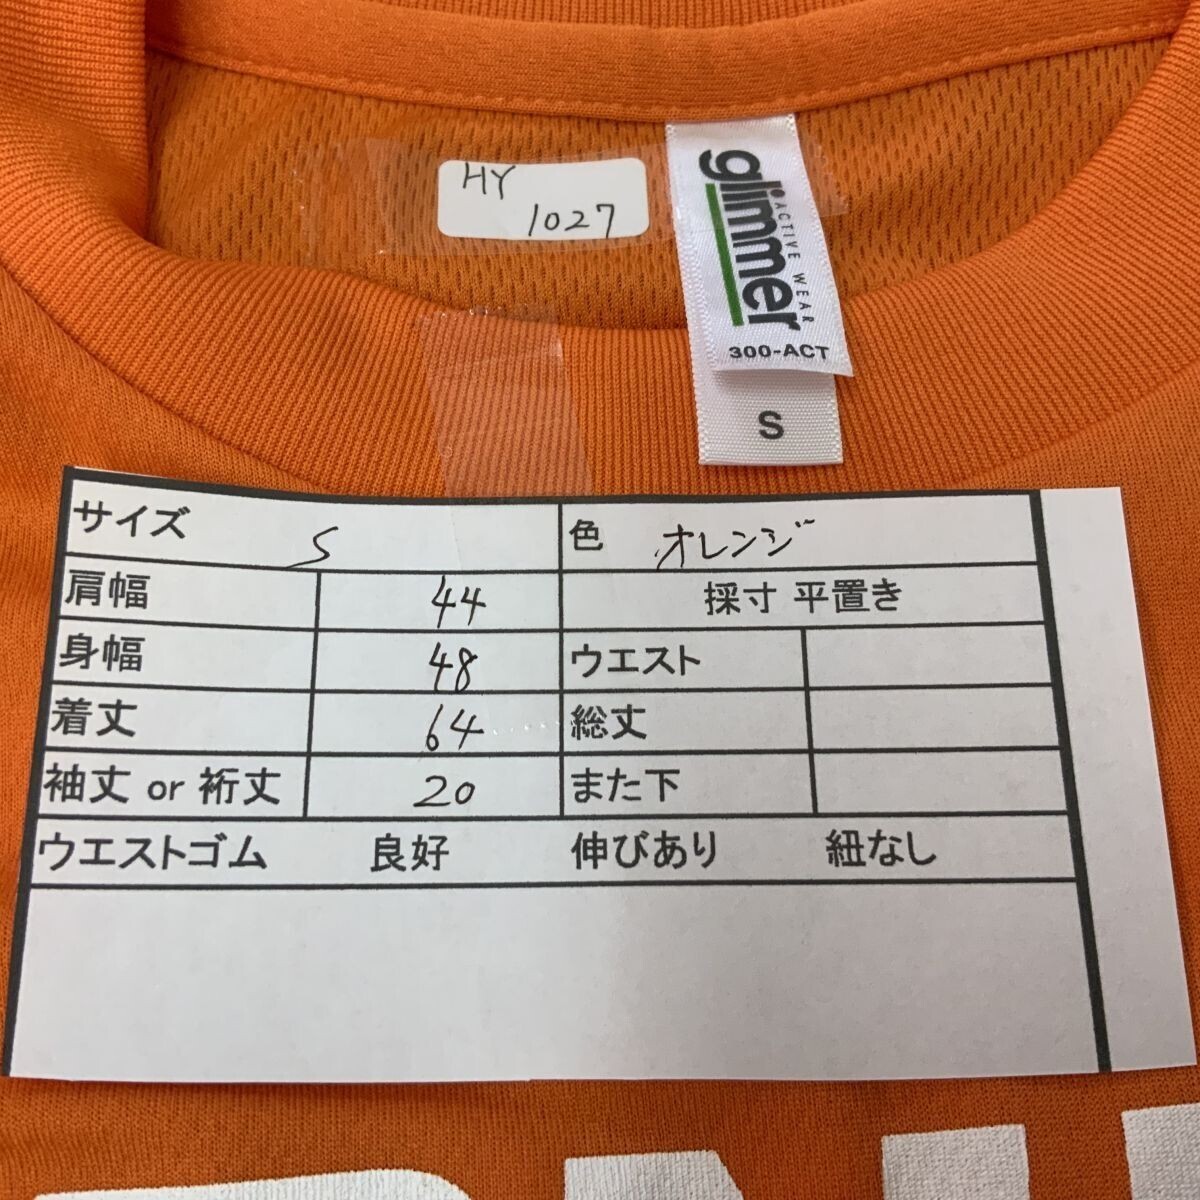 HY
1027
glimmer
ACTIVE WEAR
300-ACT
S
サイズ S 色 オレンジ
肩幅 44 採寸 平置き
身幅 48 ウエスト
着丈 64 総丈
袖丈 or 裄丈 20 また下
ウエストゴム 良好 伸びあり 紐なし